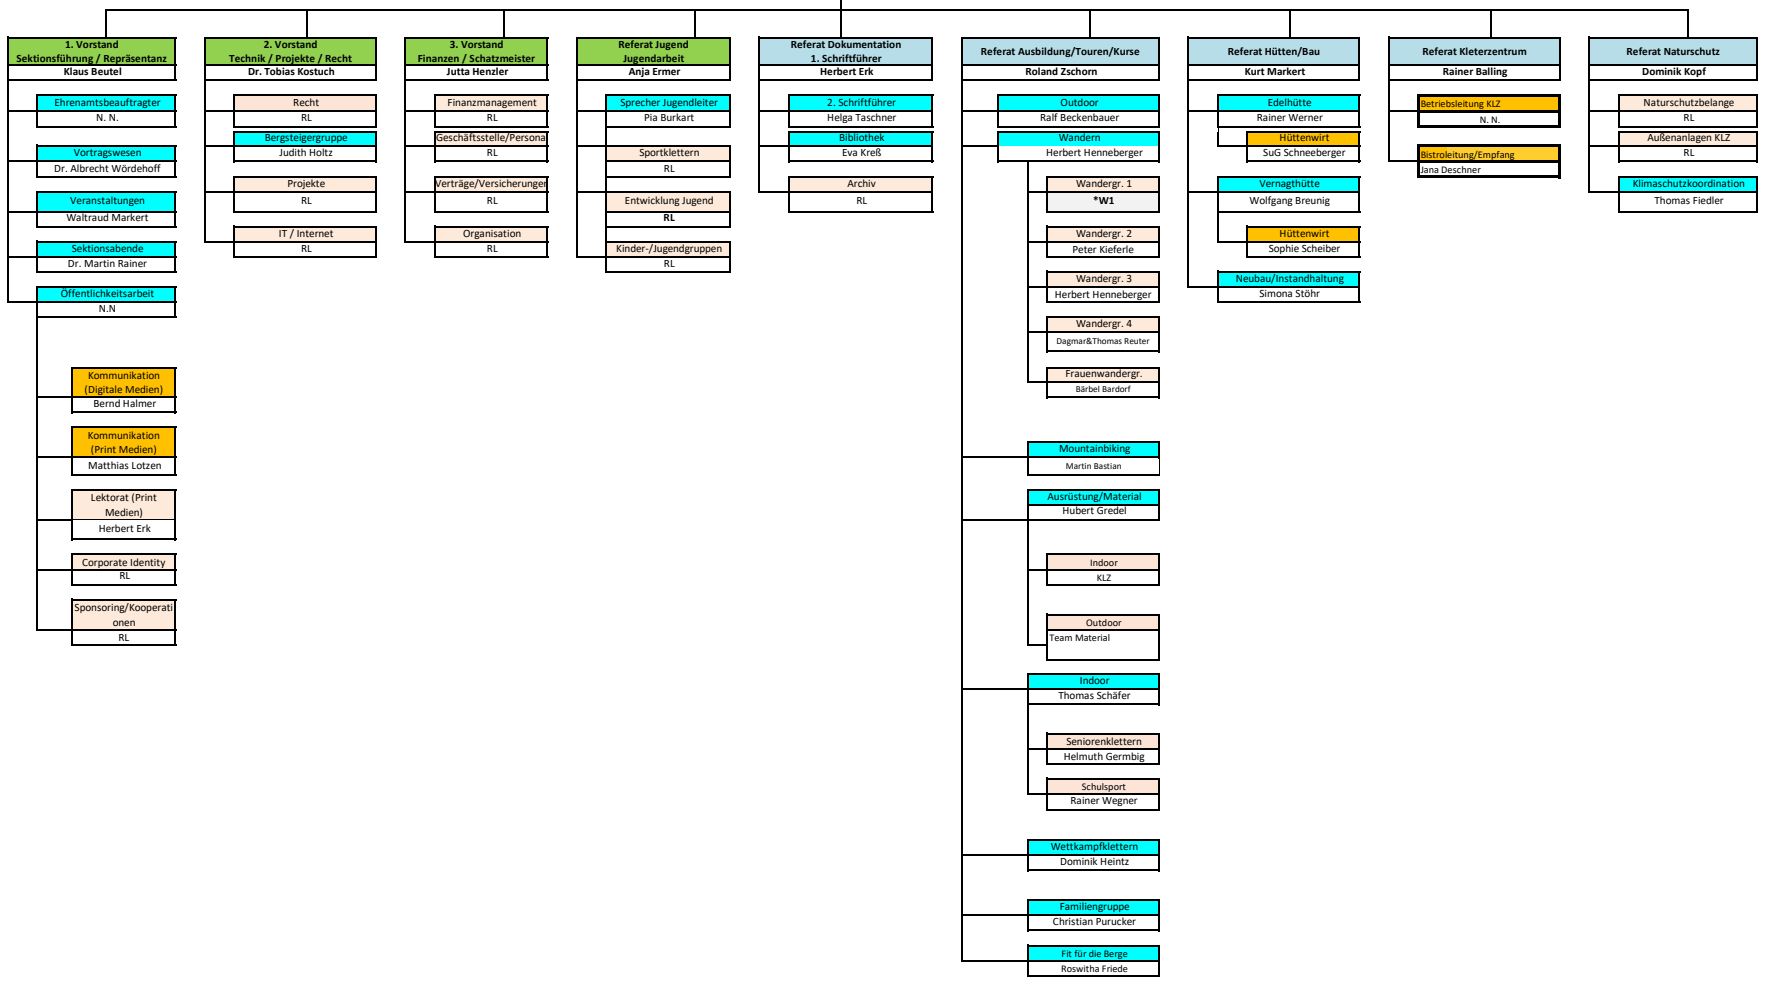 1. Vorstand
Sektionsführung / Repräsentanz
Klaus Beutel
Ehrenamtsbeauftragter
N. N.
Vortragswesen
Dr. Albrecht Wördehoff
Veranstaltungen
Waltraud Markert
Sektionsabende
Dr. Martin Rainer
Öffentlichkeitsarbeit
N.N
Kommunikation
(Digitale Medien)
Bernd Halmer
Kommunikation
(Print Medien)
Matthias Lotzen
Lektorat (Print
Medien)
Herbert Erk
Corporate Identity
RL
Sponsoring/Kooperati
onen
RL
2. Vorstand
Technik / Projekte / Recht
Dr. Tobias Kostuch
Recht
RL
Bergsteigergruppe
Judith Holtz
Projekte
RL
IT / Internet
RL
3. Vorstand
Finanzen / Schatzmeister
Jutta Henzler
Finanzmanagement
RL
Geschäftsstelle/Persona
RL
Verträge/Versicherungen
RL
Organisation
RL
Referat Jugend
Jugendarbeit
Anja Ermer
Sprecher Jugendleiter
Pia Burkart
Sportklettern
RL
Entwicklung Jugend
RL
Kinder-/Jugendgruppen
RL
Referat Dokumentation
1. Schriftführer
Herbert Erk
2. Schriftführer
Helga Taschner
Bibliothek
Eva Kreß
Archiv
RL
Referat Ausbildung/Touren/Kurse
Roland Zschorn
Outdoor
Ralf Beckenbauer
Wandern
Herbert Henneberger
Wandergr. 1
*W1
Wandergr. 2
Peter Kieferle
Wandergr. 3
Herbert Henneberger
Wandergr. 4
Dagmar&Thomas Reuter
Frauenwandergr.
Bärbel Bardorf
Mountainbiking
Martin Bastian
Ausrüstung/Material
Hubert Gredel
Indoor
KLZ
Outdoor
Team Material
Indoor
Thomas Schäfer
Seniorenklettern
Helmuth Germbig
Schulsport
Rainer Wegner
Wettkampfklettern
Dominik Heintz
Familiengruppe
Christian Purucker
Fit für die Berge
Roswitha Friede
Referat Hütten/Bau
Kurt Markert
Edelhütte
Rainer Werner
Hüttenwirt
SuG Schneeberger
Vernagthütte
Wolfgang Breunig
Hüttenwirt
Sophie Scheiber
Neubau/Instandhaltung
Simona Stöhr
Referat Kleterzentrum
Rainer Balling
Betriebsleitung KLZ
N. N.
Bistroleitung/Empfang
Jana Deschner
Referat Naturschutz
Dominik Kopf
Naturschutzbelange
RL
Außenanlagen KLZ
RL
Klimaschutzkoordination
Thomas Fiedler